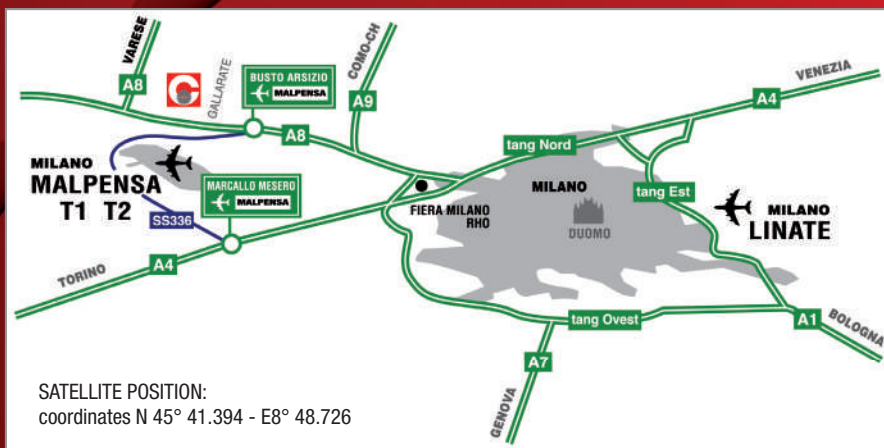 VARESE
A8
GALLARATE
BUSTO ARSIZIO
MALPENSA
COMO-CH
A9
A8
VENEZIA
A4
tang Nord
MILANO
MALPENSA
T1 T2
SS336
MARCALLO MESERO
MALPENSA
FIERA MILANO
RHO
MILANO
DUOMO
tang Est
MILANO
LINATE
TORINO
A4
tang Ovest
A7
GENOVA
A1
BOLOGNA
SATELLITE POSITION:
coordinates N 45° 41.394 - E8° 48.726